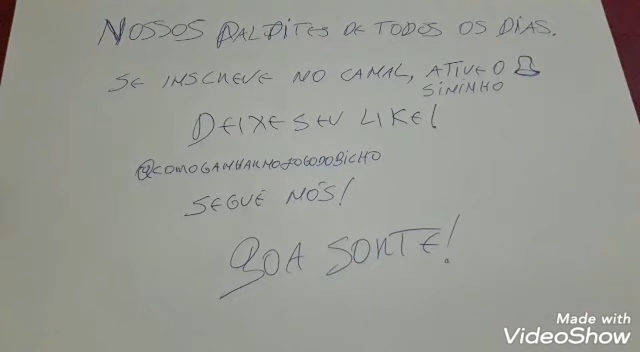 NOSSOS PALPITES DE TODOS OS DIAS.
SE INSCREVE NO CANAL, ATIVE O
SININHO
DEIXE SEU LIKE!
@COMOGANHARNOJOGODOBICHO
SEGUE NÓS!
BOA SORTE!
Made with
VideoShow